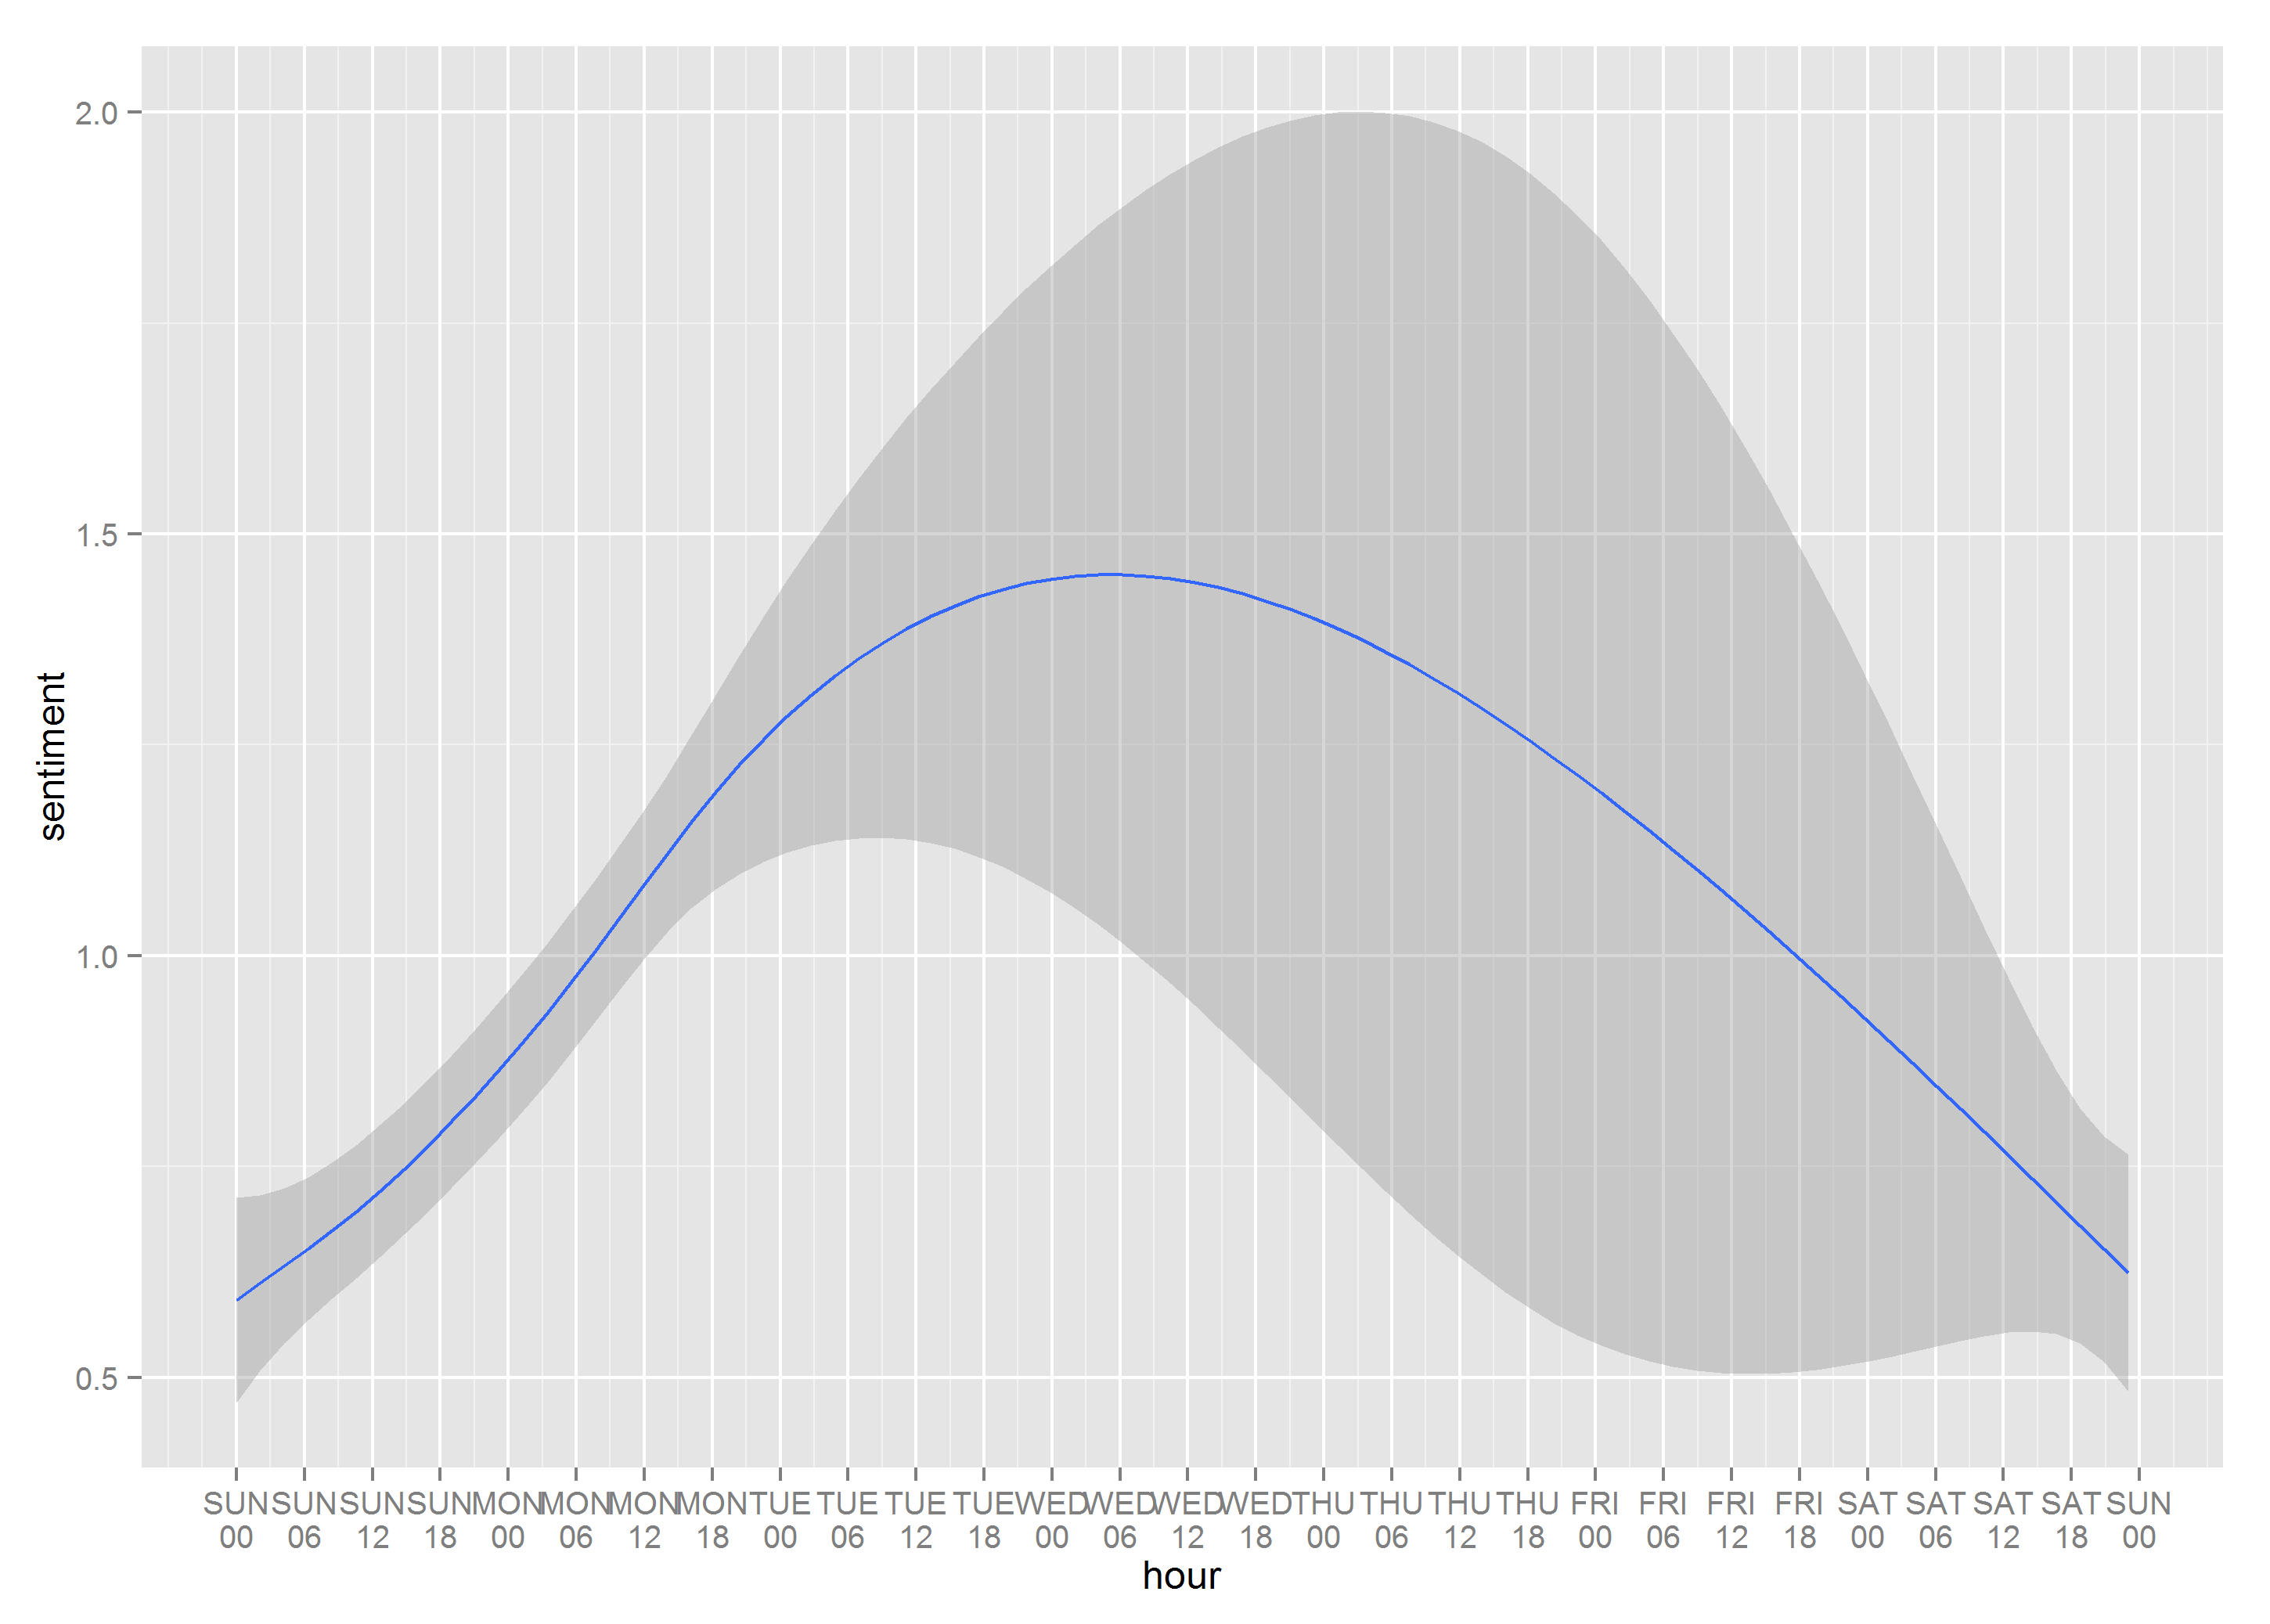 2.0
1.5
1.0
0.5
sentiment
SUN SUN SUN SUN MON MON MON MON TUE TUE TUE TUE WED WED WED WED THU THU THU THU FRI FRI FRI FRI SAT SAT SAT SAT SUN
00 06 12 18 00 06 12 18 00 06 12 18 00 06 12 18 00 06 12 18 00 06 12 18 00 06 12 18 00
hour